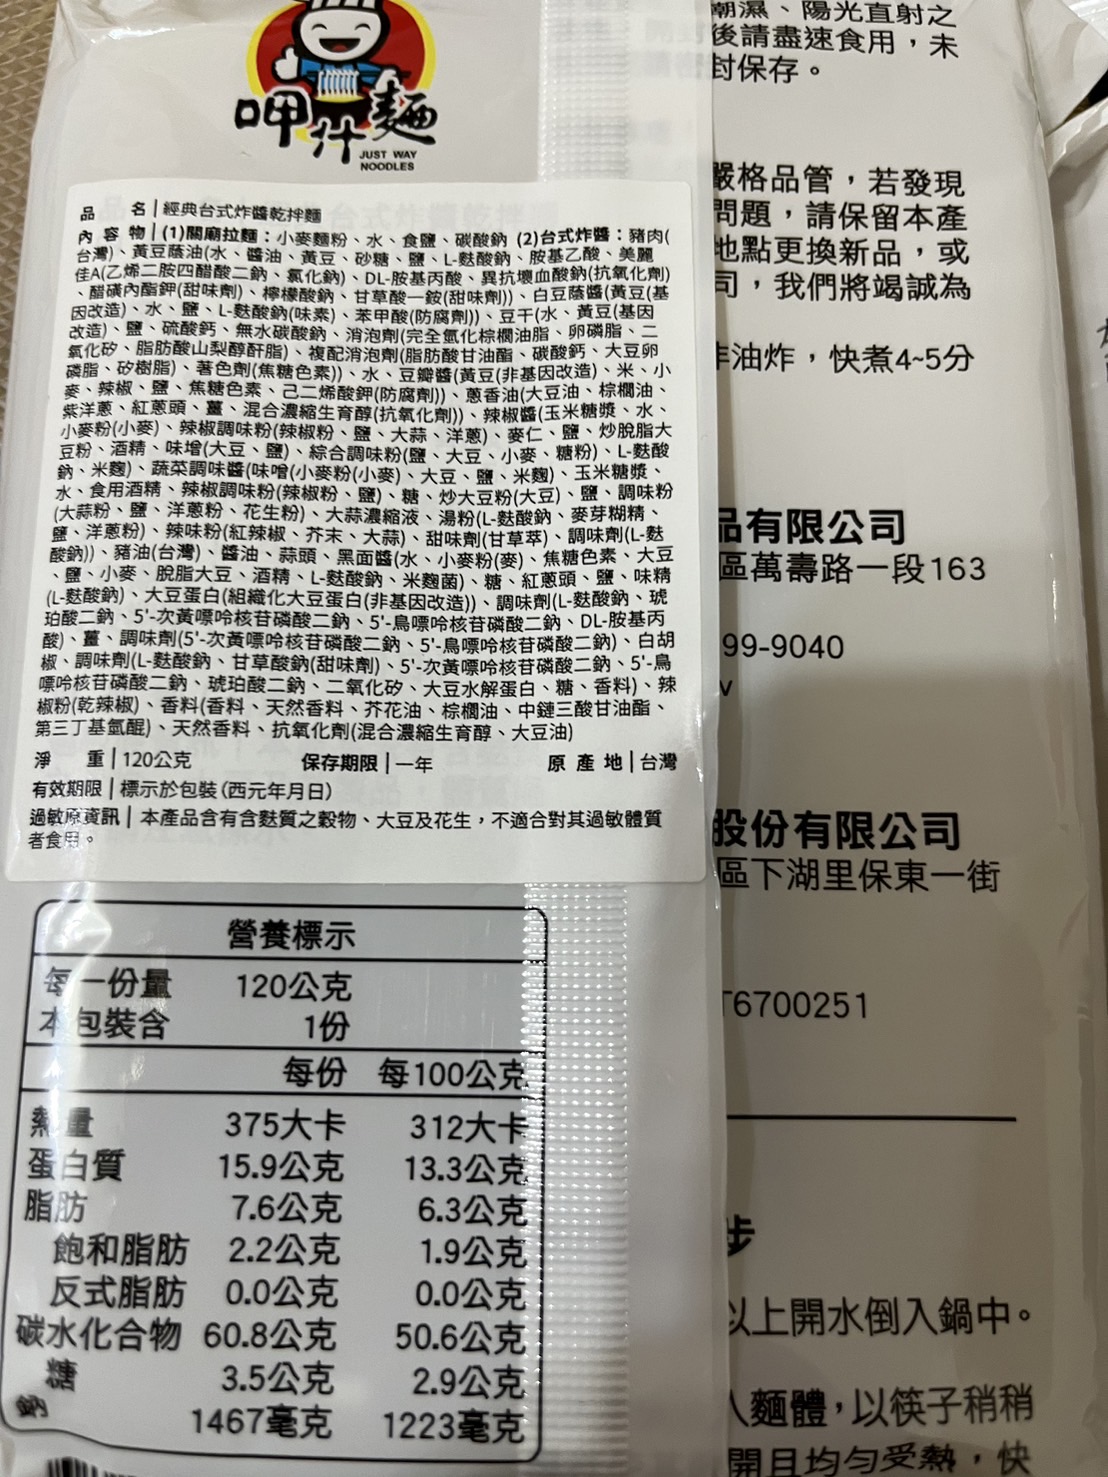 呷什麵
JUST WAY
NOODLES
品 名|經典台式炸醬乾拌麵
內 容 物|(1)關廟拉麵：小麥麵粉、水、食鹽、碳酸鈉 (2)台式炸醬：豬肉(
台灣)、黃豆蔭油(水、醬油、黃豆、砂糖、鹽、L-麩酸鈉、胺基乙酸、美麗
佳A(乙烯二胺四醋酸二鈉、氯化鈉)、DL-胺基丙酸、異抗壞血酸鈉(抗氧化劑)
、醋磺內酯鉀(甜味劑)、檸檬酸鈉、甘草酸一銨(甜味劑))、白豆蔭醬(黃豆(基
因改造)、水、鹽、L-麩酸鈉(味素)、苯甲酸(防腐劑))、豆干(水、黃豆(基因
改造)、鹽、硫酸鈣、無水碳酸鈉、消泡劑(完全氫化棕櫚油脂、卵磷脂、二
氧化矽、脂肪酸山梨醇酐脂)、複配消泡劑(脂肪酸甘油酯、碳酸鈣、大豆卵
磷脂、矽樹脂)、著色劑(焦糖色素))、水、豆瓣醬(黃豆(非基因改造)、米、小
麥、辣椒、鹽、焦糖色素、己二烯酸鉀(防腐劑))、蔥香油(大豆油、棕櫚油、
紫洋蔥、紅蔥頭、薑、混合濃縮生育醇(抗氧化劑))、辣椒醬(玉米糖漿、水、
小麥粉(小麥)、辣椒調味粉(辣椒粉、鹽、大蒜、洋蔥)、麥仁、鹽、炒脫脂大
豆粉、酒精、味增(大豆、鹽)、綜合調味粉(鹽、大豆、小麥、糖粉)、L-麩酸
鈉、米麴)、蔬菜調味醬(味噌(小麥粉(小麥)、大豆、鹽、米麴)、玉米糖漿、
水、食用酒精、辣椒調味粉(辣椒粉、鹽)、糖、炒大豆粉(大豆)、鹽、調味粉
(大蒜粉、鹽、洋蔥粉、花生粉)、大蒜濃縮液、湯粉(L-麩酸鈉、麥芽糊精、
鹽、洋蔥粉)、辣味粉(紅辣椒、芥末、大蒜)、甜味劑(甘草萃)、調味劑(L-麩
酸鈉))、豬油(台灣)、醬油、蒜頭、黑面醬(水、小麥粉(麥)、焦糖色素、大豆
、鹽、小麥、脫脂大豆、酒精、L-麩酸鈉、米麴菌)、糖、紅蔥頭、鹽、味精
(L-麩酸鈉)、大豆蛋白(組織化大豆蛋白(非基因改造))、調味劑(L-麩酸鈉、琥
珀酸二鈉、5'-次黃嘌呤核苷磷酸二鈉、5'-鳥嘌呤核苷磷酸二鈉、DL-胺基丙
酸)、薑、調味劑(5'-次黃嘌呤核苷磷酸二鈉、5'-鳥嘌呤核苷磷酸二鈉)、白胡
椒、調味劑(L-麩酸鈉、甘草酸鈉(甜味劑)、5'-次黃嘌呤核苷磷酸二鈉、5'-鳥
嘌呤核苷磷酸二鈉、琥珀酸二鈉、二氧化矽、大豆水解蛋白、糖、香料)、辣
椒粉(乾辣椒)、香料(香料、天然香料、芥花油、棕櫚油、中鏈三酸甘油酯、
第三丁基氫醌)、天然香料、抗氧化劑(混合濃縮生育醇、大豆油)
淨 重|120公克 保存期限|一年 原 產 地|台灣
有效期限|標示於包裝(西元年月日)
過敏原資訊|本產品含有含麩質之穀物、大豆及花生，不適合對其過敏體質
者食用。
營養標示
每一份量 120公克
本包裝含 1份
每份 每100公克
熱量 375大卡 312大卡
蛋白質 15.9公克 13.3公克
脂肪 7.6公克 6.3公克
飽和脂肪 2.2公克 1.9公克
反式脂肪 0.0公克 0.0公克
碳水化合物 60.8公克 50.6公克
糖 3.5公克 2.9公克
鈉 1467毫克 1223毫克
潮濕、陽光直射之
後請盡速食用，未
封保存。
嚴格品管，若發現
問題，請保留本產
地點更換新品，或
司，我們將竭誠為
非油炸，快煮4~5分
品有限公司
區萬壽路一段163
99-9040
股份有限公司
區下湖里保東一街
T6700251
步
以上開水倒入鍋中。
入麵體，以筷子稍稍
開且均勻受熱，快